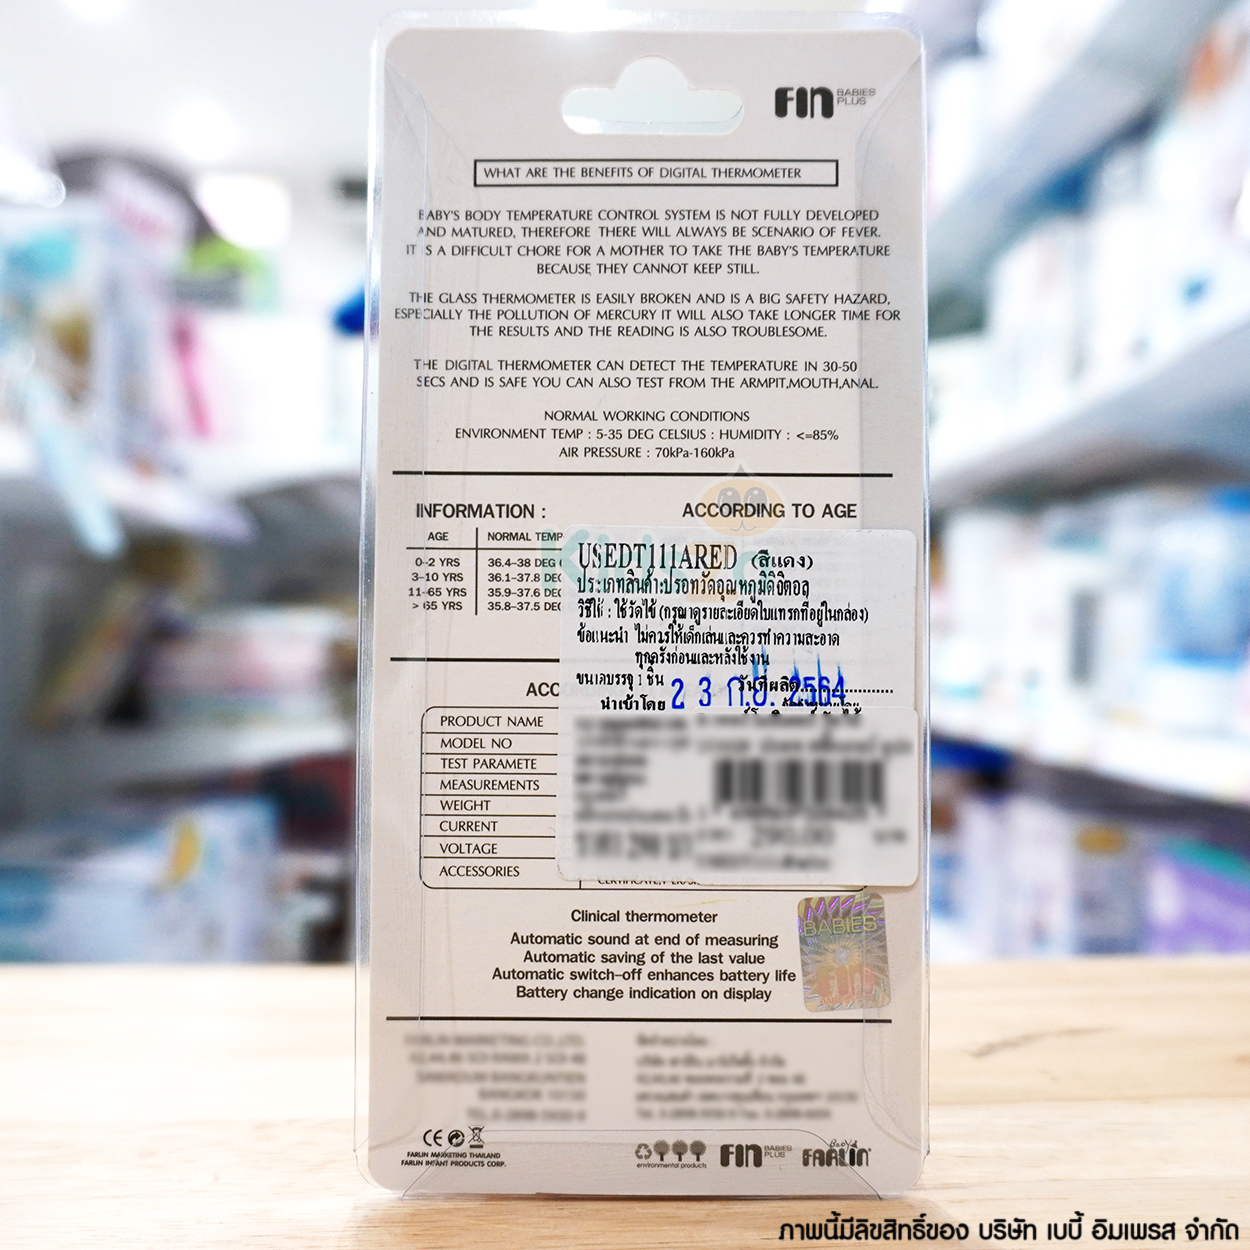 FIN BABIES PLUS
WHAT ARE THE BENEFITS OF DIGITAL THERMOMETER
BABY'S BODY TEMPERATURE CONTROL SYSTEM IS NOT FULLY DEVELOPED
AND MATURED, THEREFORE THERE WILL ALWAYS BE SCENARIO OF FEVER.
IT IS A DIFFICULT CHORE FOR A MOTHER TO TAKE THE BABY'S TEMPERATURE
BECAUSE THEY CANNOT KEEP STILL.
THE GLASS THERMOMETER IS EASILY BROKEN AND IS A BIG SAFETY HAZARD,
ESPECIALLY THE POLLUTION OF MERCURY IT WILL ALSO TAKE LONGER TIME FOR
THE RESULTS AND THE READING IS ALSO TROUBLESOME.
THE DIGITAL THERMOMETER CAN DETECT THE TEMPERATURE IN 30-50
SECS AND IS SAFE YOU CAN ALSO TEST FROM THE ARMPIT,MOUTH,ANAL.
NORMAL WORKING CONDITIONS
ENVIRONMENT TEMP : 5-35 DEG CELSIUS : HUMIDITY : <=85%
AIR PRESSURE : 70kPa-160kPa
INFORMATION : ACCORDING TO AGE
AGE NORMAL TEMP
0-2 YRS 36.4-38 DEG
3-10 YRS 36.1-37.8 DEG
11-65 YRS 35.9-37.6 DEG
> 65 YRS 35.8-37.5 DEG
USEDT111ARED (สีแดง)
ประเภทสินค้า:ปรอทวัดอุณหภูมิดิจิตอล
วิธีใช้ : ใช้วัดไข้ (กรุณาดูรายละเอียดใบแทรกที่อยู่ในกล่อง)
ข้อแนะนำ ไม่ควรให้เด็กเล่นและควรทำความสะอาด
ทุกครั้งก่อนและหลังใช้งาน
ขนาดบรรจุ 1 ชิ้น วันที่ผลิต
นำเข้าโดย 23 ก.ย. 2564
ACC
PRODUCT NAME
MODEL NO
TEST PARAMETE
MEASUREMENTS
WEIGHT
CURRENT
VOLTAGE
ACCESSORIES
290.00
Clinical thermometer
Automatic sound at end of measuring
Automatic saving of the last value
Automatic switch-off enhances battery life
Battery change indication on display
BABIES
FIN
CE
FARLIN MARKETING THAILAND
FARLIN INFANT PRODUCTS CORP.
environmental products
FIN BABIES PLUS
Baby FARLIN
ภาพนี้มีลิขสิทธิ์ของ บริษัท เบบี้ อิมเพรส จำกัด